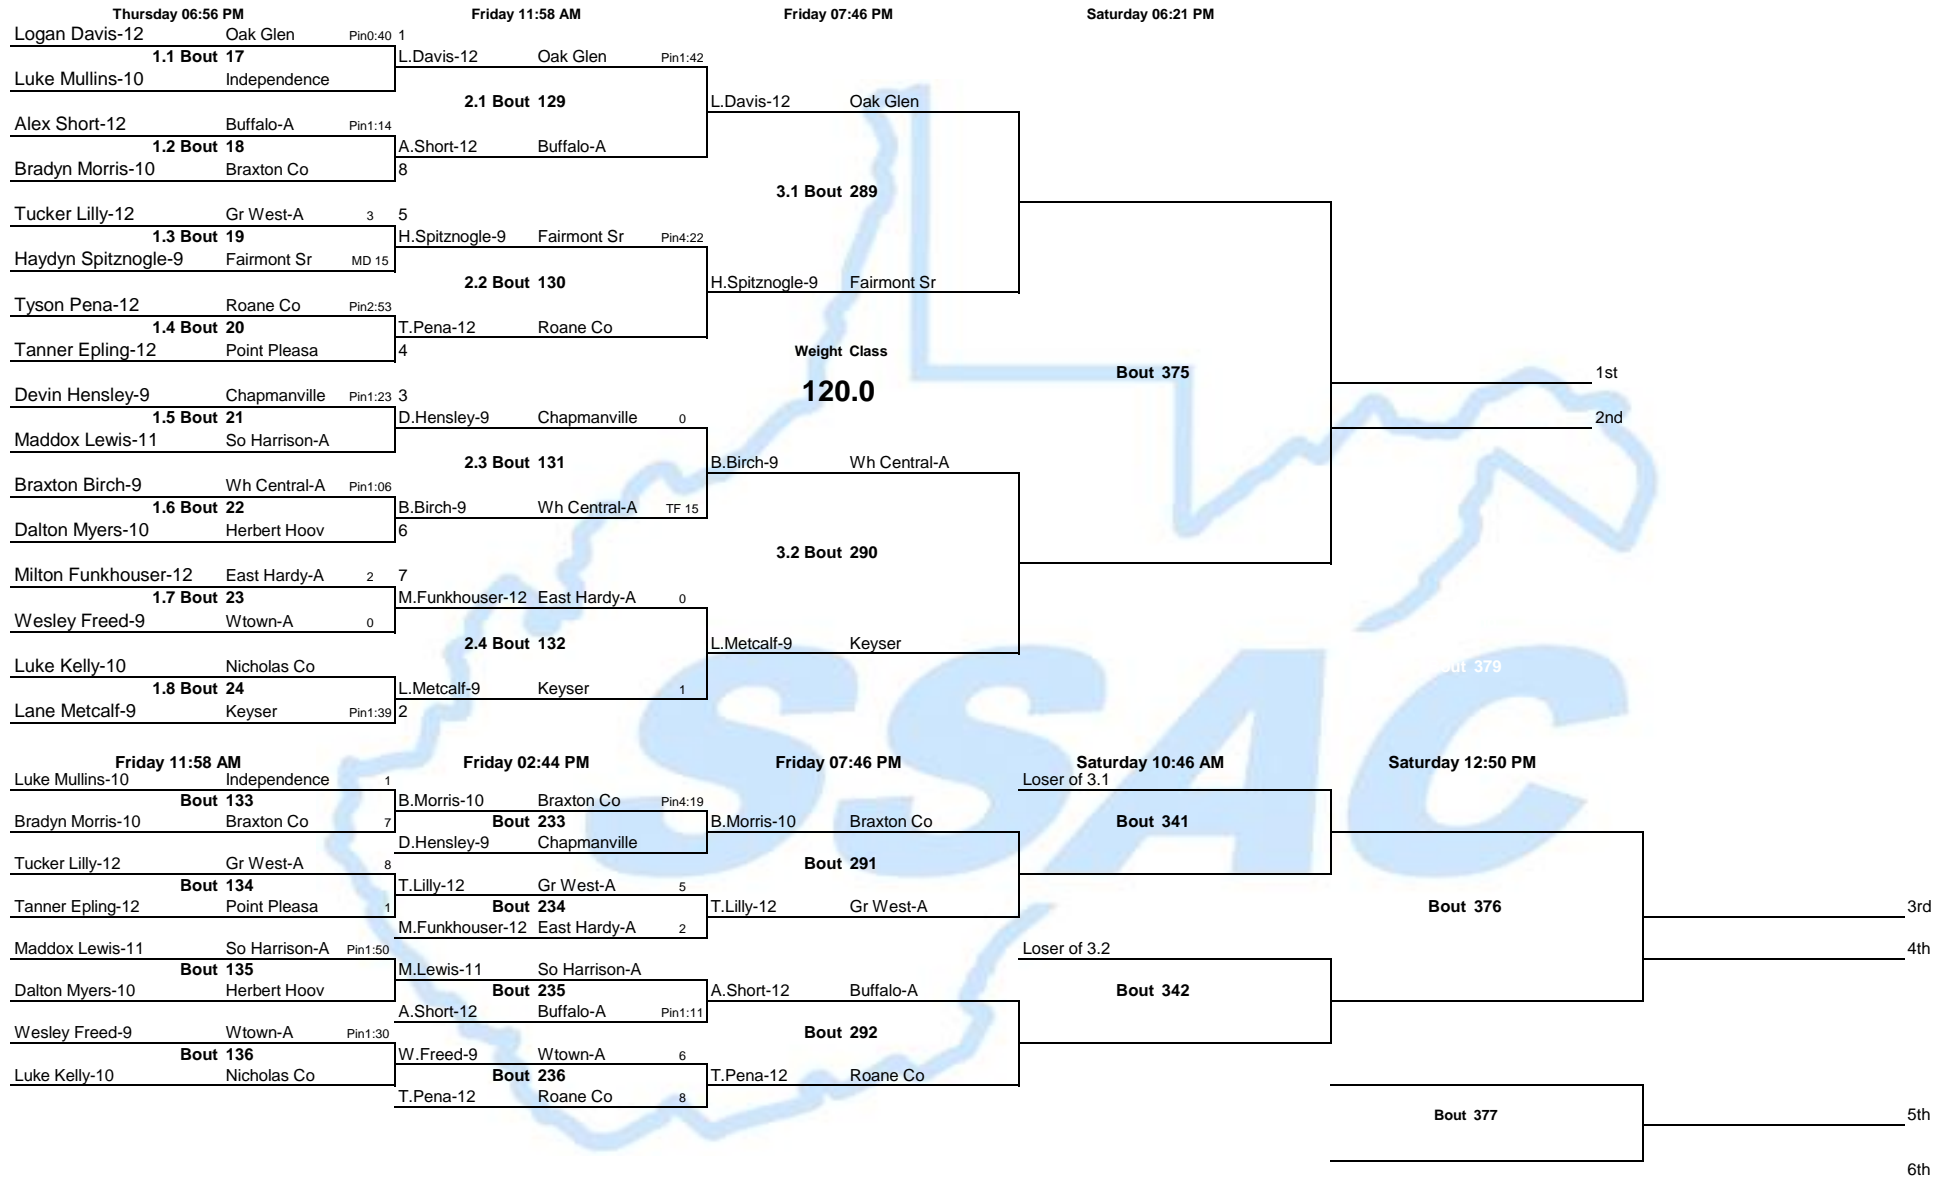 Thursday 06:56 PM Friday 11:58 AM Friday 07:46 PM Saturday 06:21 PM
Logan Davis-12 Oak Glen Pin0:40 1
1.1 Bout 17 L.Davis-12 Oak Glen Pin1:42
Luke Mullins-10 Independence
2.1 Bout 129 L.Davis-12 Oak Glen
Alex Short-12 Buffalo-A Pin1:14
1.2 Bout 18 A.Short-12 Buffalo-A
Bradyn Morris-10 Braxton Co 8
3.1 Bout 289
Tucker Lilly-12 Gr West-A 3 5
1.3 Bout 19 H.Spitznogle-9 Fairmont Sr Pin4:22
Haydyn Spitznogle-9 Fairmont Sr MD 15
2.2 Bout 130 H.Spitznogle-9 Fairmont Sr
Tyson Pena-12 Roane Co Pin2:53
1.4 Bout 20 T.Pena-12 Roane Co
Tanner Epling-12 Point Pleasa 4 Weight Class
Bout 375 1st
Devin Hensley-9 Chapmanville Pin1:23 3 120.0
1.5 Bout 21 D.Hensley-9 Chapmanville 0 2nd
Maddox Lewis-11 So Harrison-A
2.3 Bout 131 B.Birch-9 Wh Central-A
Braxton Birch-9 Wh Central-A Pin1:06
1.6 Bout 22 B.Birch-9 Wh Central-A TF 15
Dalton Myers-10 Herbert Hoov 6
3.2 Bout 290
Milton Funkhouser-12 East Hardy-A 2 7
1.7 Bout 23 M.Funkhouser-12 East Hardy-A 0
Wesley Freed-9 Wtown-A 0
2.4 Bout 132 L.Metcalf-9 Keyser
Luke Kelly-10 Nicholas Co 379
1.8 Bout 24 L.Metcalf-9 Keyser 1
Lane Metcalf-9 Keyser Pin1:39 2
SSAC
Friday 11:58 AM Friday 02:44 PM Friday 07:46 PM Saturday 10:46 AM Saturday 12:50 PM
Luke Mullins-10 Independence 1 Loser of 3.1
Bout 133 B.Morris-10 Braxton Co Pin4:19
Bradyn Morris-10 Braxton Co 7 Bout 233 B.Morris-10 Braxton Co Bout 341
D.Hensley-9 Chapmanville
Tucker Lilly-12 Gr West-A 8 Bout 291
Bout 134 T.Lilly-12 Gr West-A 5
Tanner Epling-12 Point Pleasa 1 Bout 234 T.Lilly-12 Gr West-A Bout 376 3rd
M.Funkhouser-12 East Hardy-A 2
Maddox Lewis-11 So Harrison-A Pin1:50 Loser of 3.2 4th
Bout 135 M.Lewis-11 So Harrison-A
Dalton Myers-10 Herbert Hoov Bout 235 A.Short-12 Buffalo-A Bout 342
A.Short-12 Buffalo-A Pin1:11
Wesley Freed-9 Wtown-A Pin1:30 Bout 292
Bout 136 W.Freed-9 Wtown-A 6
Luke Kelly-10 Nicholas Co Bout 236 T.Pena-12 Roane Co
T.Pena-12 Roane Co 8
Bout 377 5th
6th